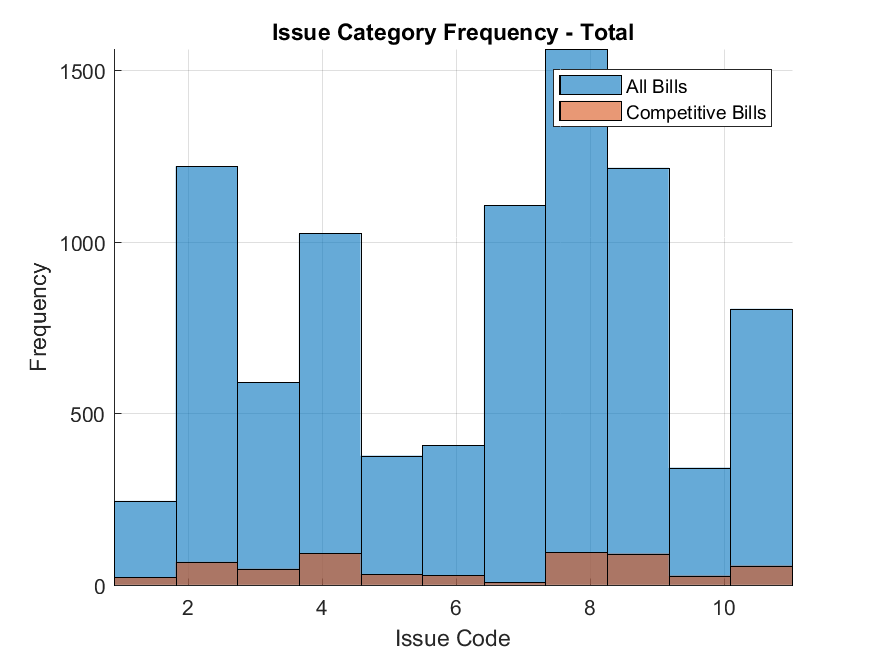 Issue Category Frequency - Total
All Bills
Competitive Bills
1500
1000
500
0
Frequency
2 4 6 8 10
Issue Code